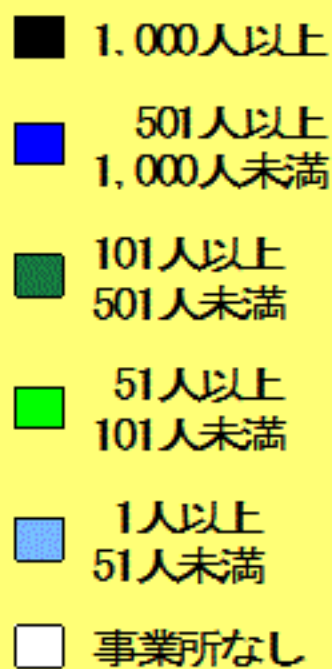 1,000人以上
501人以上
1,000人未満
101人以上
501人未満
51人以上
101人未満
1人以上
51人未満
事業所なし